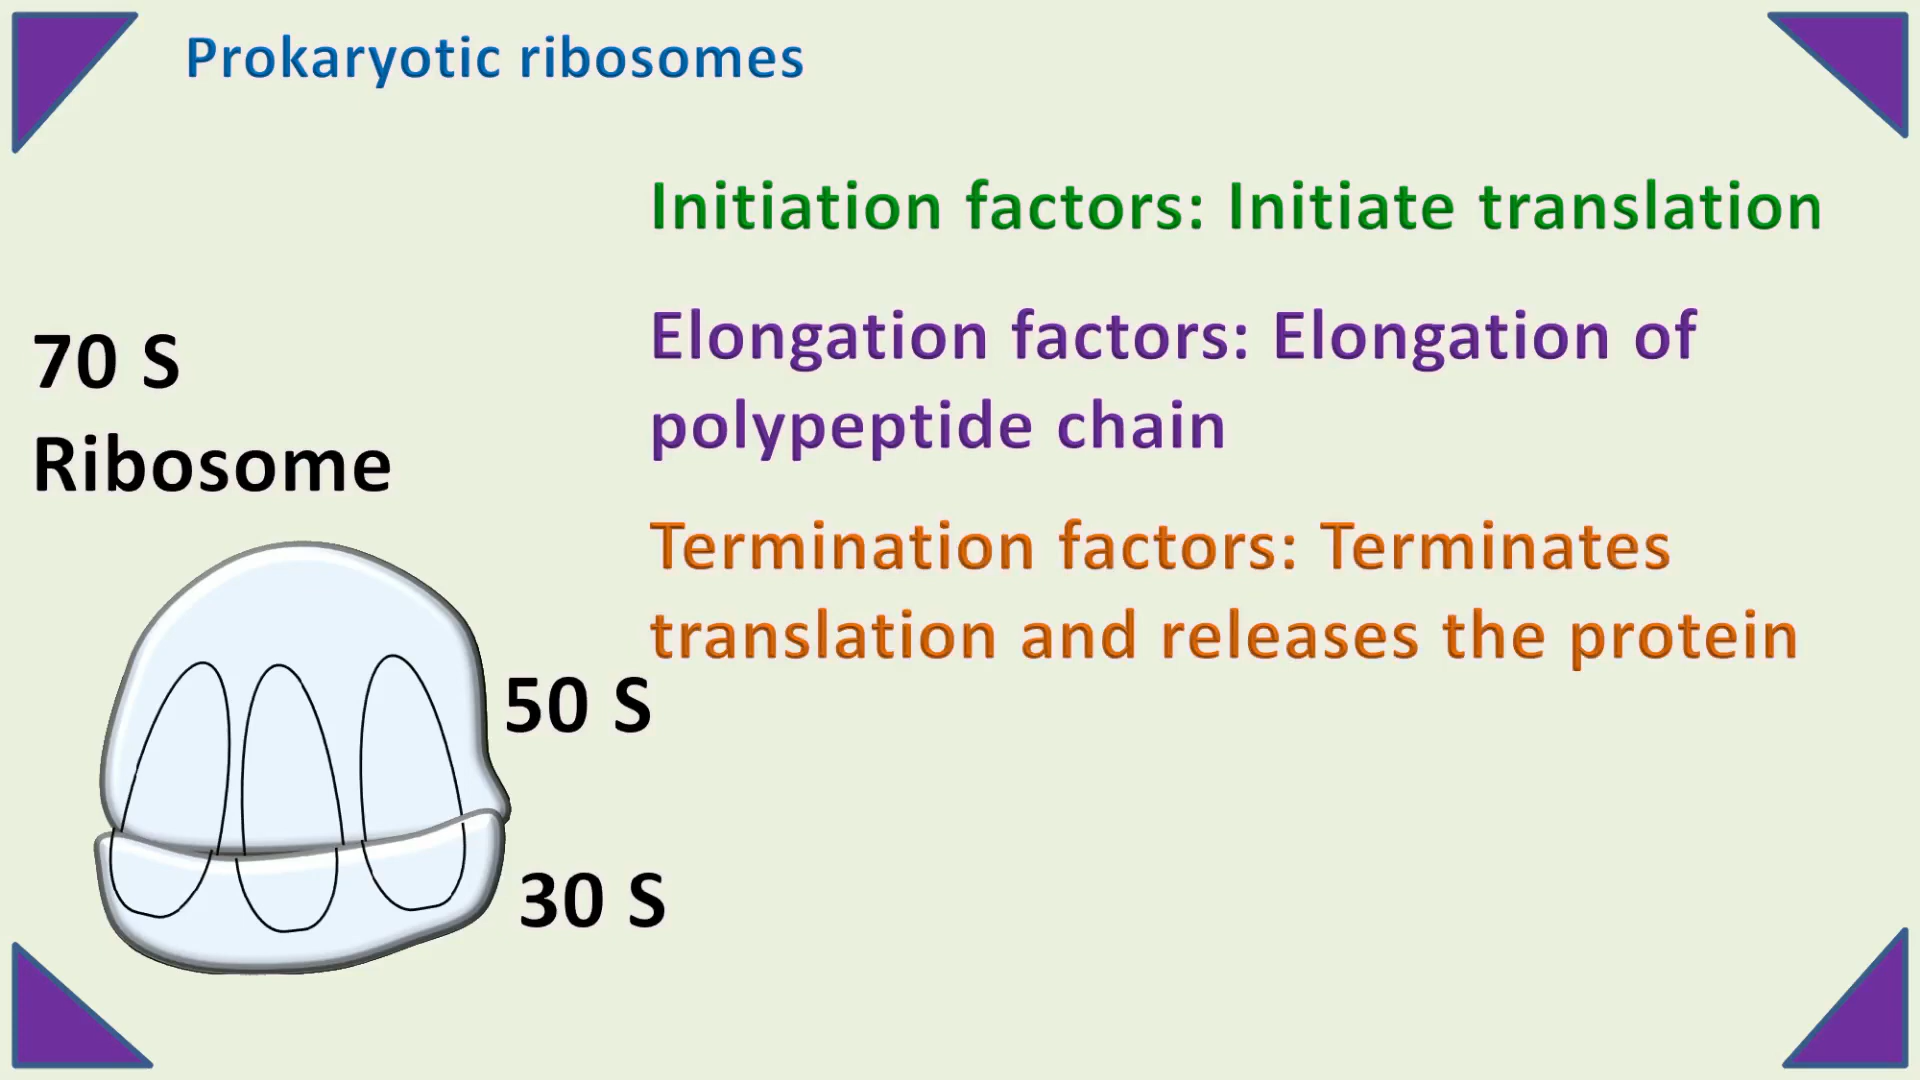 Prokaryotic ribosomes
Initiation factors: Initiate translation
Elongation factors: Elongation of
polypeptide chain
Termination factors: Terminates
translation and releases the protein
70 S
Ribosome
50 S
30 S